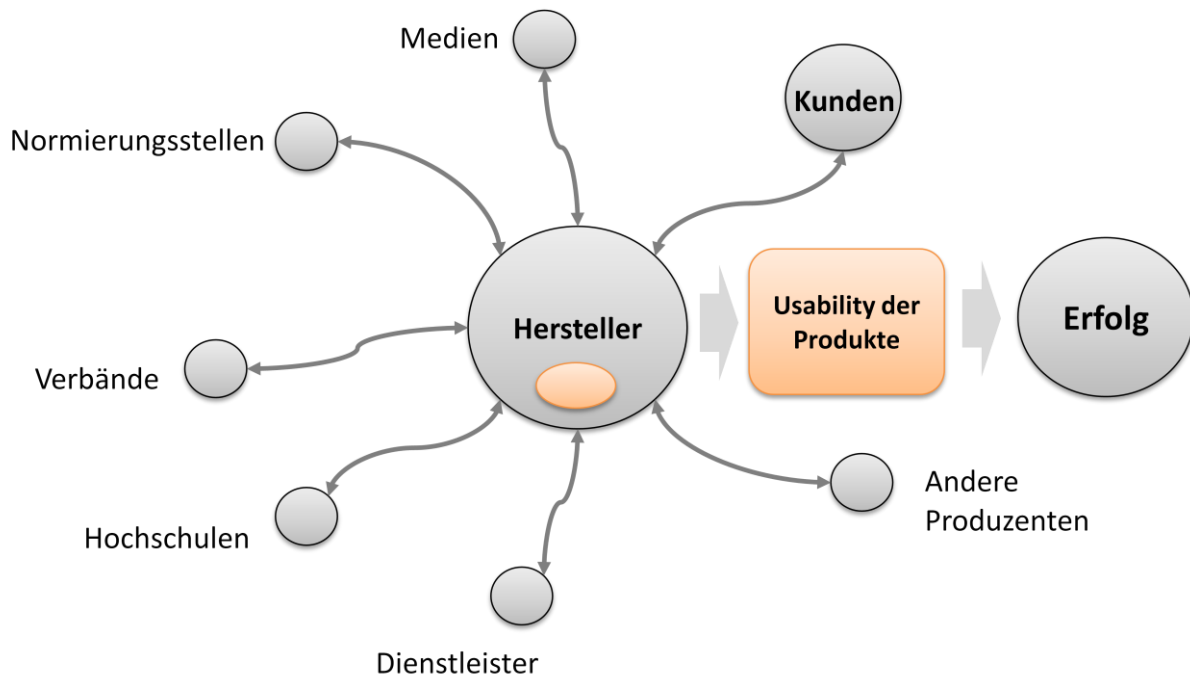 Medien
Kunden
Normierungsstellen
Hersteller
Usability der
Produkte
Erfolg
Verbände
Andere
Produzenten
Hochschulen
Dienstleister